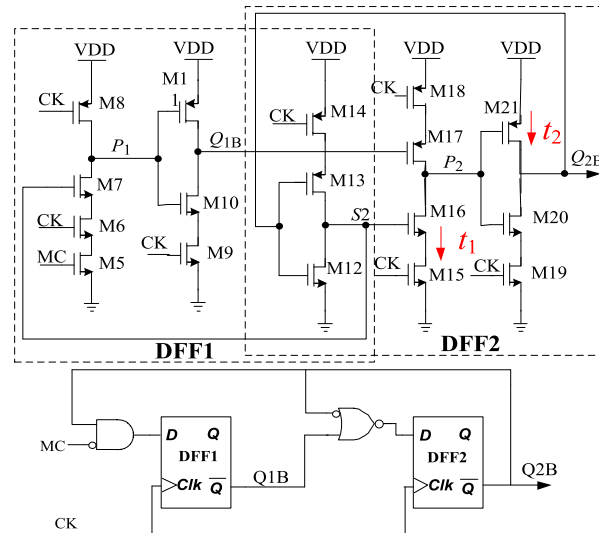 VDD VDD VDD VDD VDD
CK M8 M1
1
CK M14
CK M18
M17
M21 t2
P1 Q1B P2 Q2B
M7 M10 M13 S2 M16 M20
t1
CK M6
MC M5
CK M9
M12
CK M15
CK M19
DFF1
DFF2
MC
D Q
DFF1
Clk Q
Q1B
D Q
DFF2
Clk Q
Q2B
CK